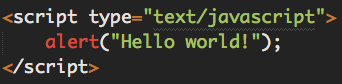 <script type="text/javascript">
    alert("Hello world!");
</script>